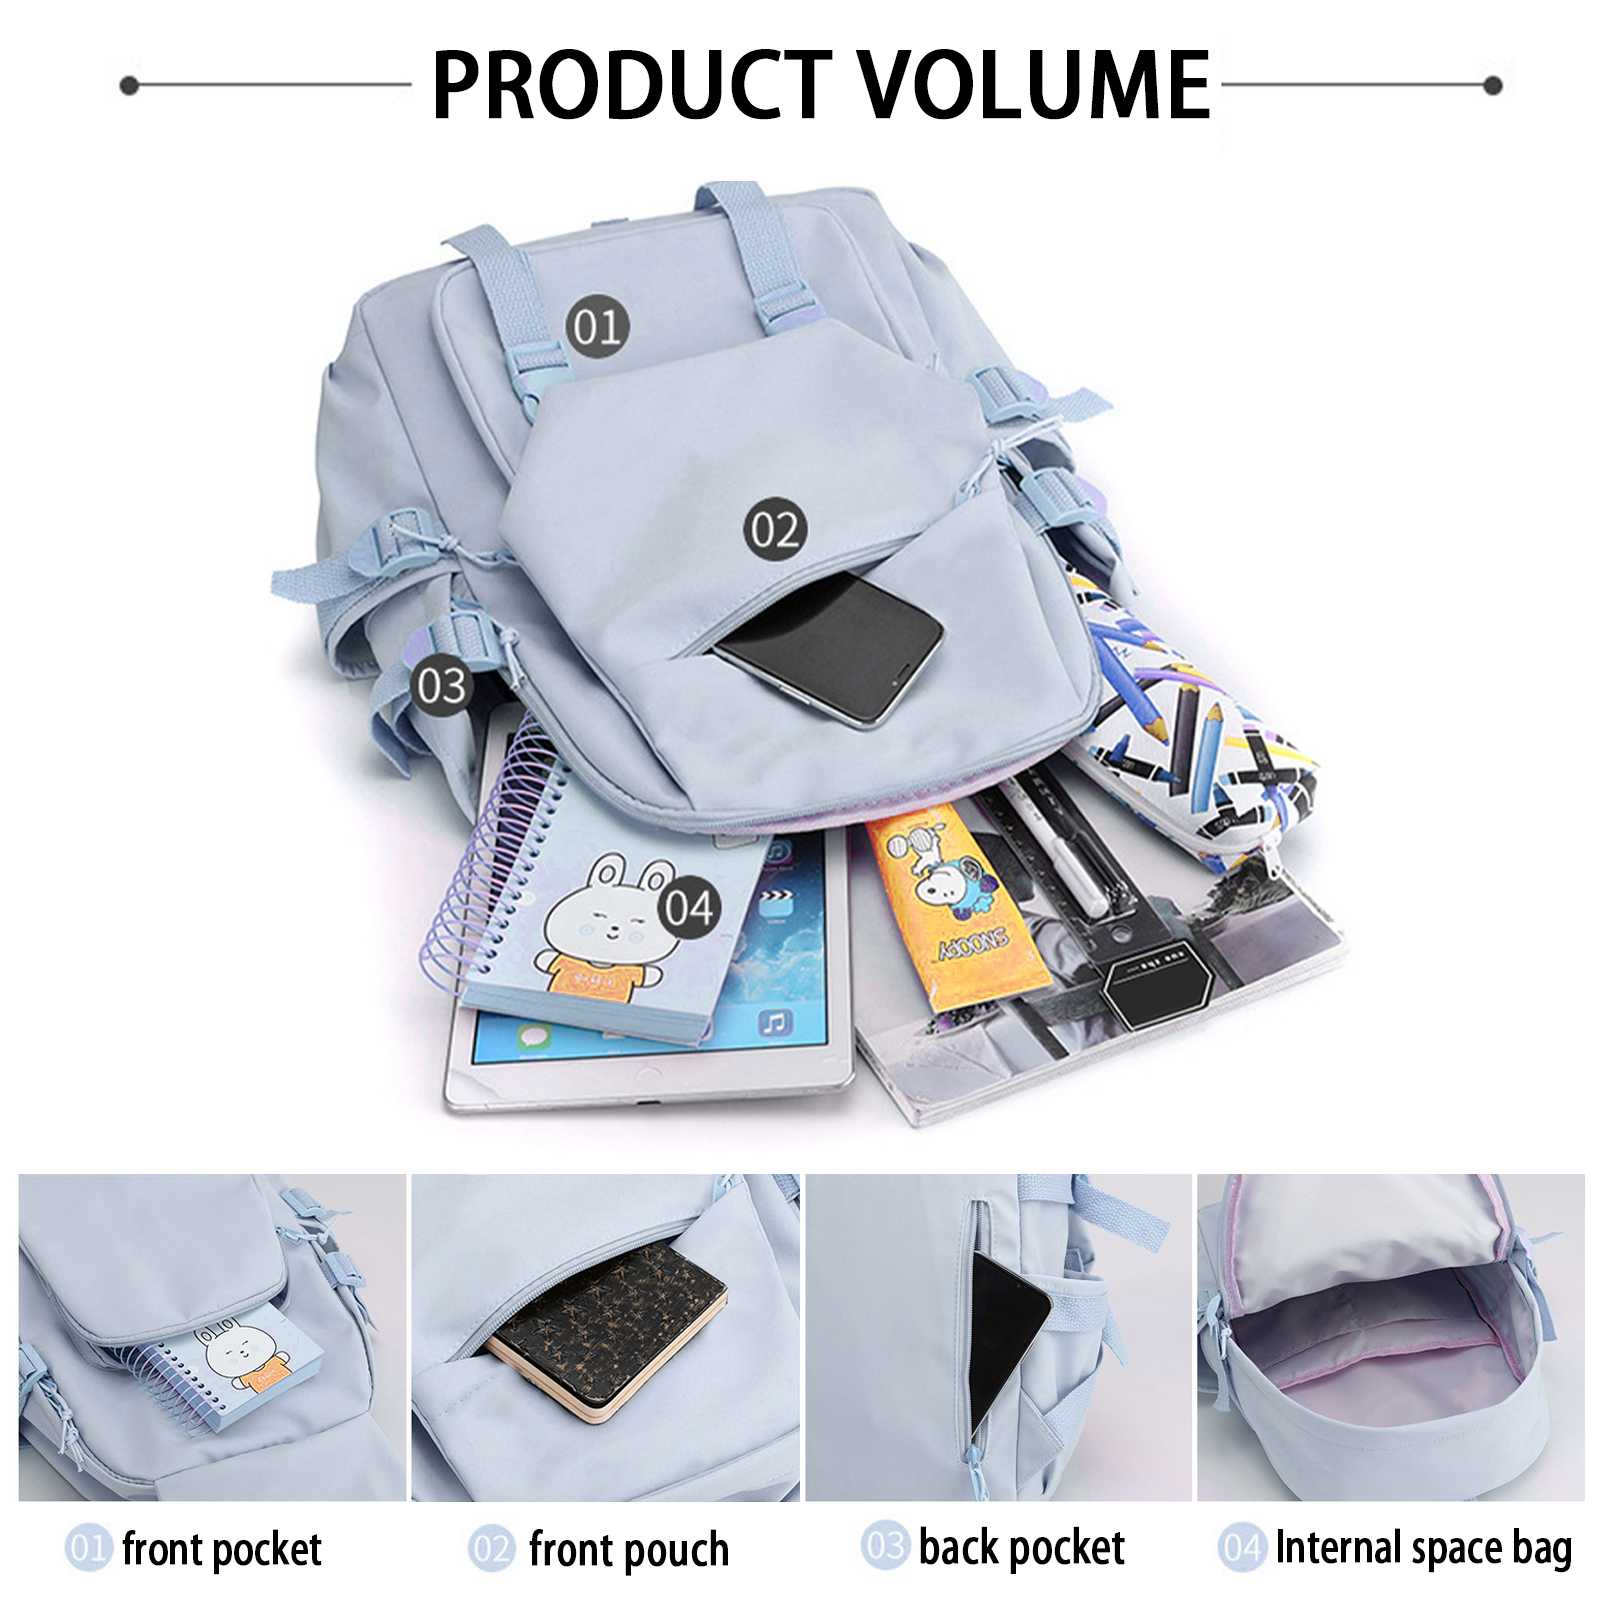 PRODUCT VOLUME
01
02
03
04
SNOOPY
01 front pocket
02 front pouch
03 back pocket
04 Internal space bag